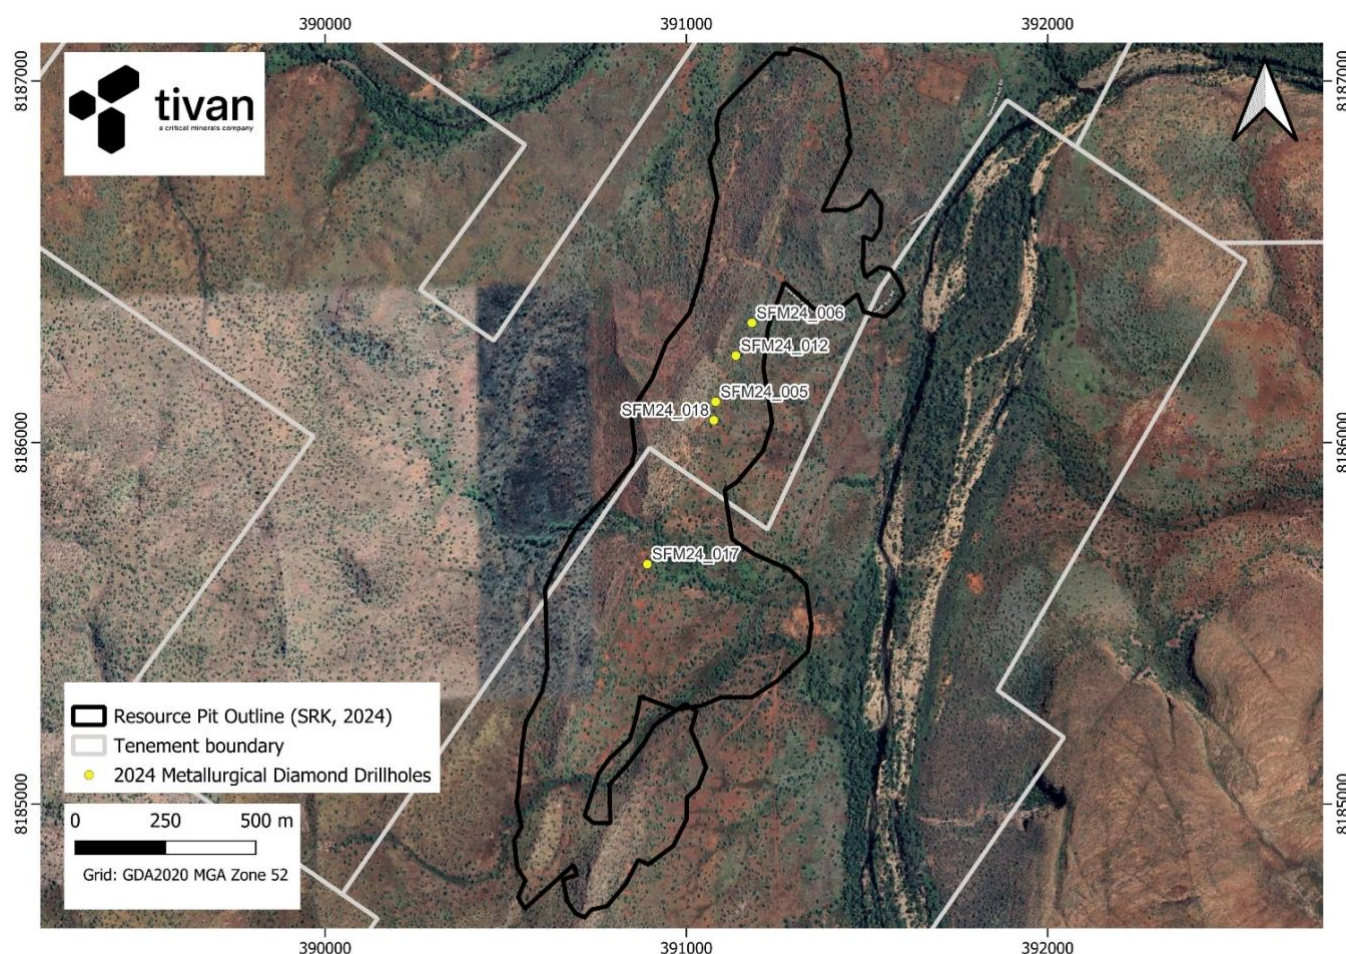 390000
391000
392000
8187000
8187000
tivan
a critical minerals company
SFM24_006
SFM24_012
SFM24_005
SFM24_018
8186000
8186000
SFM24_017
Resource Pit Outline (SRK, 2024)
Tenement boundary
2024 Metallurgical Diamond Drillholes
8185000
8185000
0 250 500 m
Grid: GDA2020 MGA Zone 52
390000
391000
392000